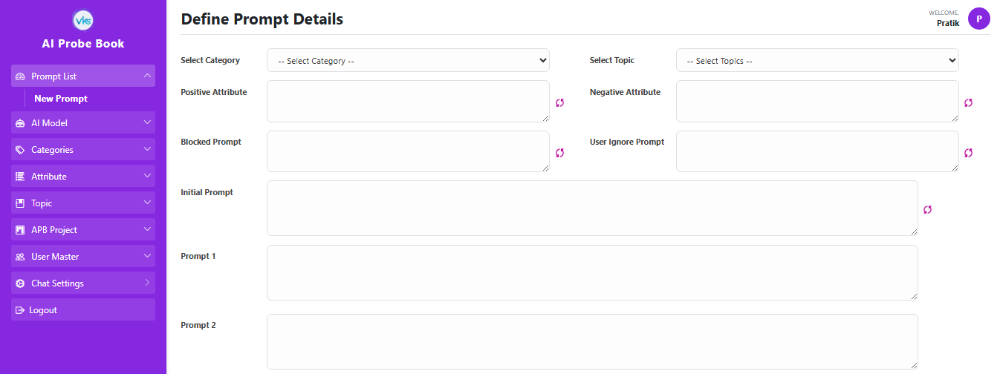 vks
AI Probe Book
Prompt List
New Prompt
AI Model
Categories
Attribute
Topic
APB Project
User Master
Chat Settings
Logout
Define Prompt Details
WELCOME,
Pratik
P
Select Category
-- Select Category --
Select Topic
-- Select Topics --
Positive Attribute
Negative Attribute
Blocked Prompt
User Ignore Prompt
Initial Prompt
Prompt 1
Prompt 2